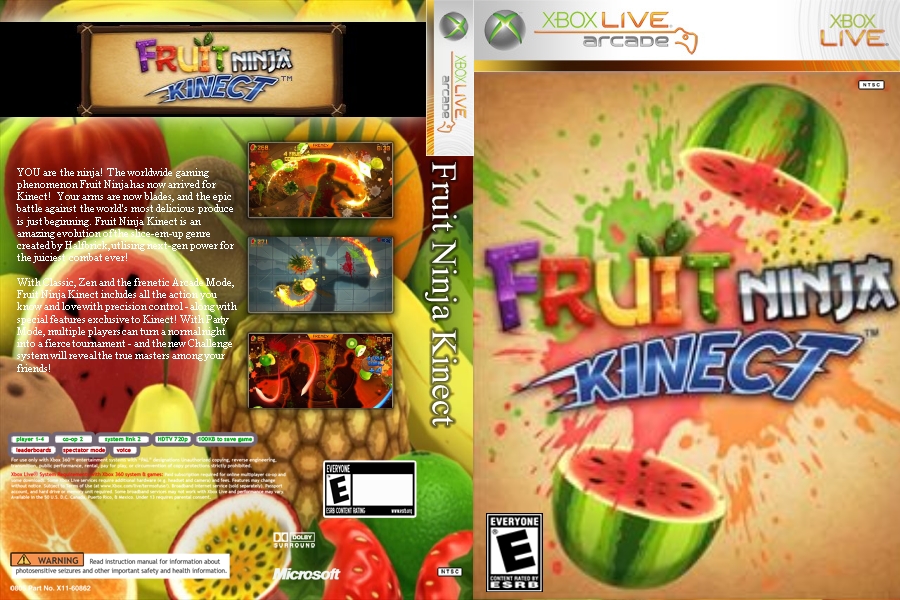 FRUIT NINJA
KINECT™
YOU are the ninja! The worldwide gaming
phenomenon Fruit Ninja has now arrived for
Kinect! Your arms are now blades, and the epic
battle against the world's most delicious produce
is just beginning. Fruit Ninja Kinect is an
amazing evolution of the slice-em-up genre
created by Halfbrick, utlising next-gen power for
the juiciest combat ever!
With Classic, Zen and the frenetic Arcade Mode,
Fruit Ninja Kinect includes all the action you
know and love with precision control - along with
special features exclusive to Kinect! With Party
Mode, multiple players can turn a normal night
into a fierce tournament - and the new Challenge
system will reveal the true masters among your
friends!
player 1-4 co-op 2 system link 2 HDTV 720p 100KB to save game
leaderboards spectator mode voice
EVERYONE
E
ESRB CONTENT RATING www.esrb.org
DOLBY
SURROUND
WARNING Read instruction manual for information about
photosensitive seizures and other important safety and health information.
Part No. X11-60882
Microsoft
NTSC
XBOX LIVE
arcade
Fruit Ninja Kinect
XBOX LIVE
arcade
XBOX
LIVE
NTSC
FRUIT NINJA
KINECT™
EVERYONE
E
CONTENT RATED BY
ESRB